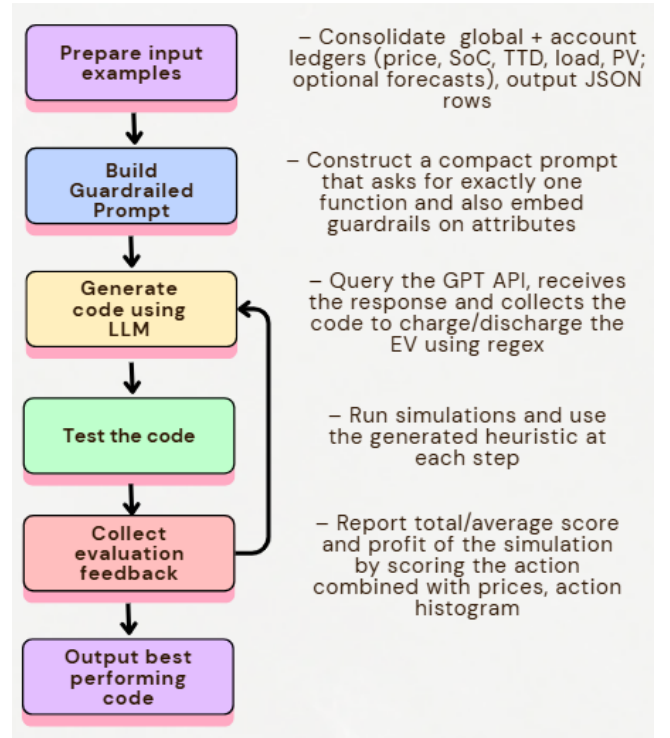 Prepare input
examples
– Consolidate global + account
ledgers (price, SoC, TTD, load, PV;
optional forecasts), output JSON
rows
Build
Guardrailed
Prompt
– Construct a compact prompt
that asks for exactly one
function and also embed
guardrails on attributes
Generate
code using
LLM
– Query the GPT API, receives
the response and collects the
code to charge/discharge the
EV using regex
Test the code
– Run simulations and use
the generated heuristic at
each step
Collect
evaluation
feedback
– Report total/average score
and profit of the simulation
by scoring the action
combined with prices, action
histogram
Output best
performing
code